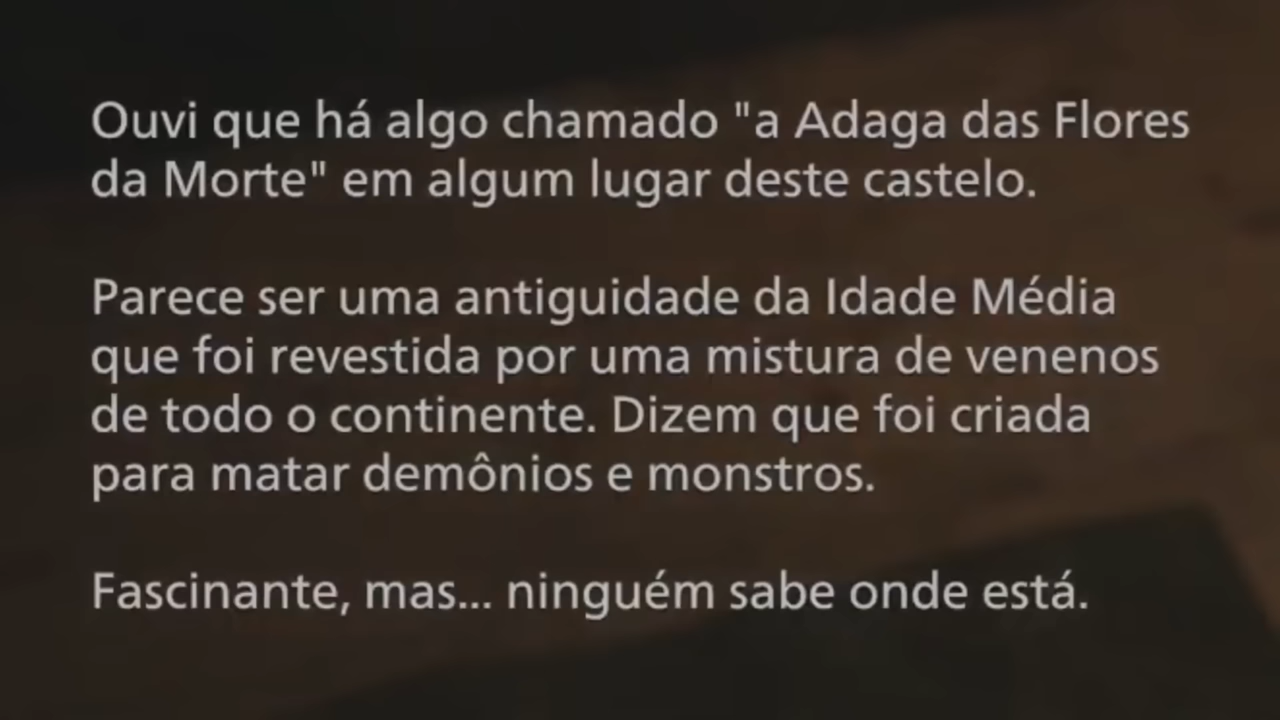 Ouvi que há algo chamado "a Adaga das Flores
da Morte" em algum lugar deste castelo.
Parece ser uma antiguidade da Idade Média
que foi revestida por uma mistura de venenos
de todo o continente. Dizem que foi criada
para matar demônios e monstros.
Fascinante, mas... ninguém sabe onde está.